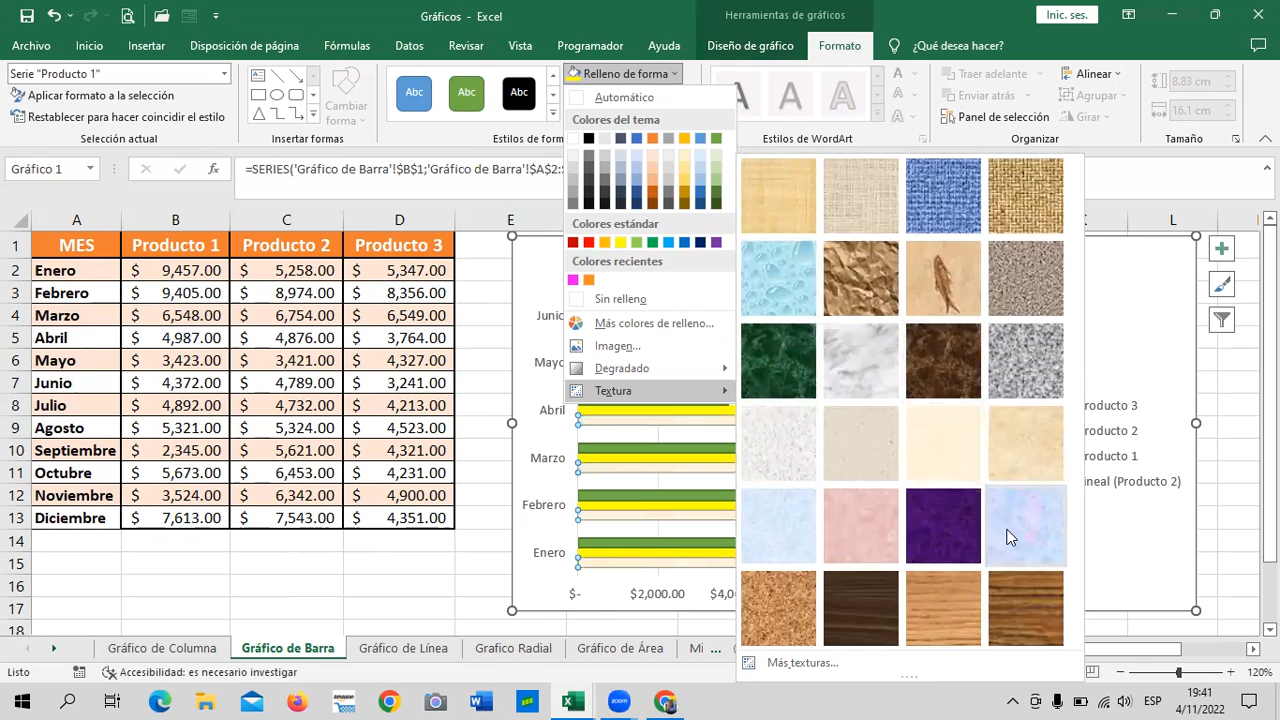 Gráficos - Excel
Herramientas de gráficos
Inic. ses.
Archivo Inicio Insertar Disposición de página Fórmulas Datos Revisar Vista Programador Ayuda Diseño de gráfico Formato ¿Qué desea hacer?
Serie "Producto 1"
Aplicar formato a la selección
Restablecer para hacer coincidir el estilo
Selección actual
Cambiar forma
Insertar formas
Abc Abc Abc
Estilos de for
Relleno de forma
Automático
Colores del tema
Colores estándar
Colores recientes
Sin relleno
Más colores de relleno...
Imagen...
Degradado
Textura
A A A
Estilos de WordArt
Traer adelante
Enviar atrás
Panel de selección
Alinear
Agrupar
Girar
Organizar
8.83 cm
16.1 cm
Tamaño
Gráfico 1
fx
=SERIES('Gráfico de Barra'!$B$1;'Gráfico de Barra'!$A$2:
A B C D E K L
1 MES Producto 1 Producto 2 Producto 3
2 Enero $ 9,457.00 $ 5,258.00 $ 5,347.00
3 Febrero $ 9,405.00 $ 8,974.00 $ 8,356.00
4 Marzo $ 6,548.00 $ 6,754.00 $ 6,549.00
5 Abril $ 4,987.00 $ 4,876.00 $ 3,764.00
6 Mayo $ 3,423.00 $ 3,421.00 $ 4,327.00
7 Junio $ 4,372.00 $ 4,789.00 $ 3,241.00
8 Julio $ 4,892.00 $ 4,732.00 $ 4,223.00
9 Agosto $ 5,321.00 $ 5,324.00 $ 4,523.00
10 Septiembre $ 2,345.00 $ 5,621.00 $ 4,321.00
11 Octubre $ 5,673.00 $ 6,453.00 $ 4,231.00
12 Noviembre $ 3,524.00 $ 6,342.00 $ 4,900.00
13 Diciembre $ 7,613.00 $ 7,543.00 $ 4,351.00
14
15
16
17
18
Junio
Mayo
Abril
Marzo
Febrero
Enero
$- $2,000.00 $4,0
roducto 3
roducto 2
roducto 1
ineal (Producto 2)
Más texturas...
Gráfico de Colum Gráfico de Barra Gráfico de Línea Grafico Radial Gráfico de Área Mi ...
Listo
Accesibilidad: es necesario investigar
120%
ESP
19:41
4/11/2022
zoom